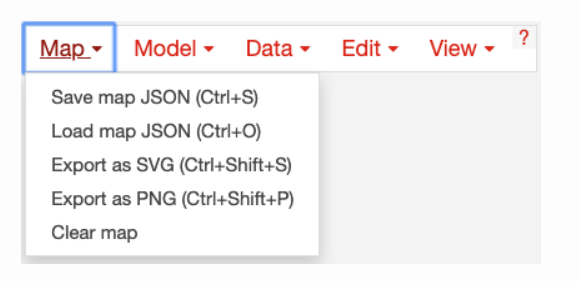 Map Model Data Edit View ?
Save map JSON (Ctrl+S)
Load map JSON (Ctrl+O)
Export as SVG (Ctrl+Shift+S)
Export as PNG (Ctrl+Shift+P)
Clear map